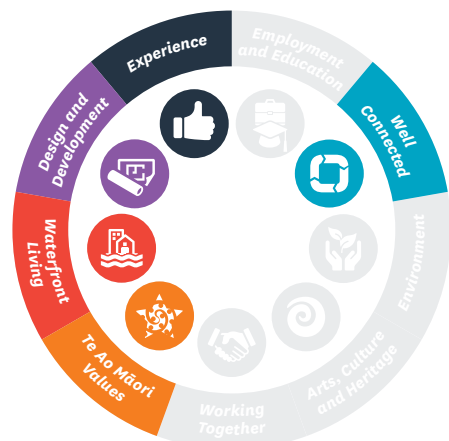 Experience
Employment
and Education
Well
Connected
Environment
Arts, Culture
and Heritage
Working
Together
Te Ao Māori
Values
Waterfront
Living
Design and
Development